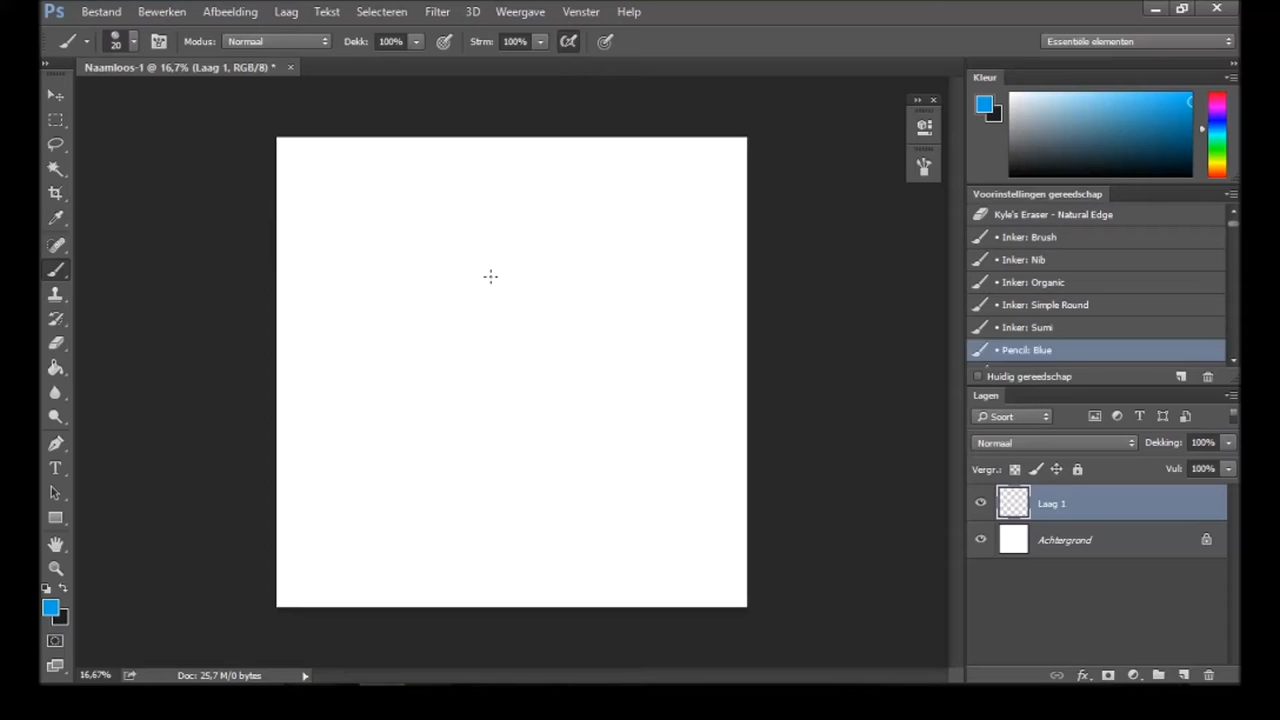 Ps Bestand Bewerken Afbeelding Laag Tekst Selecteren Filter 3D Weergave Venster Help
20 Modus: Normaal Dekk: 100% Strm: 100% Essentiële elementen
Naamloos-1 @ 16,7% (Laag 1, RGB/8) *
Kleur
Voorinstellingen gereedschap
Kyle's Eraser - Natural Edge
• Inker: Brush
• Inker: Nib
• Inker: Organic
• Inker: Simple Round
• Inker: Sumi
• Pencil: Blue
Huidig gereedschap
Lagen
Soort
Normaal Dekking: 100%
Vergr.: Vul: 100%
Laag 1
Achtergrond
16,67% Doc: 25,7 M/0 bytes